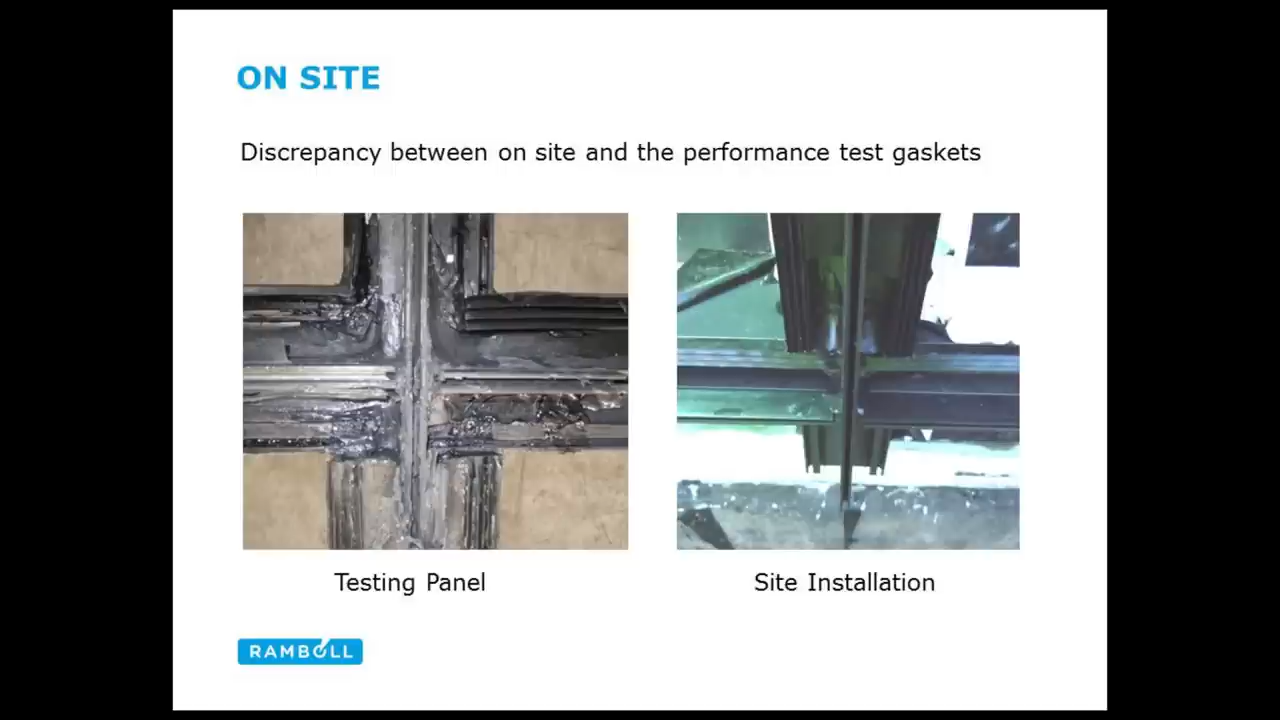 ON SITE
Discrepancy between on site and the performance test gaskets
Testing Panel
Site Installation
RAMBOLL